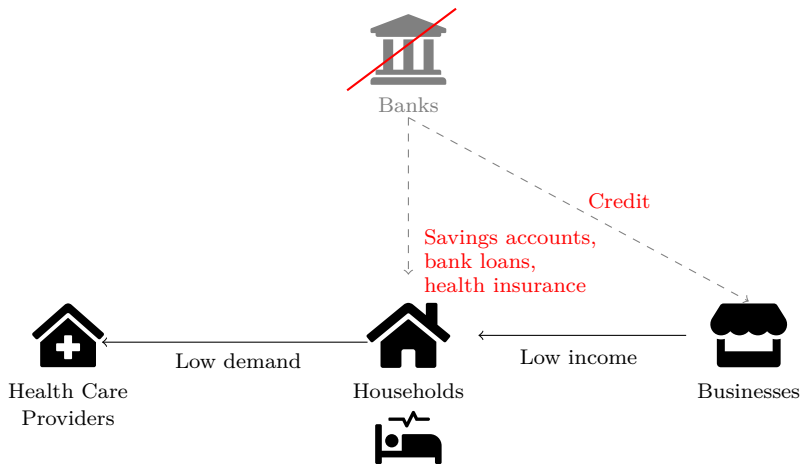 Banks
Credit
Savings accounts,
bank loans,
health insurance
Low demand
Low income
Health Care
Providers
Households
Businesses